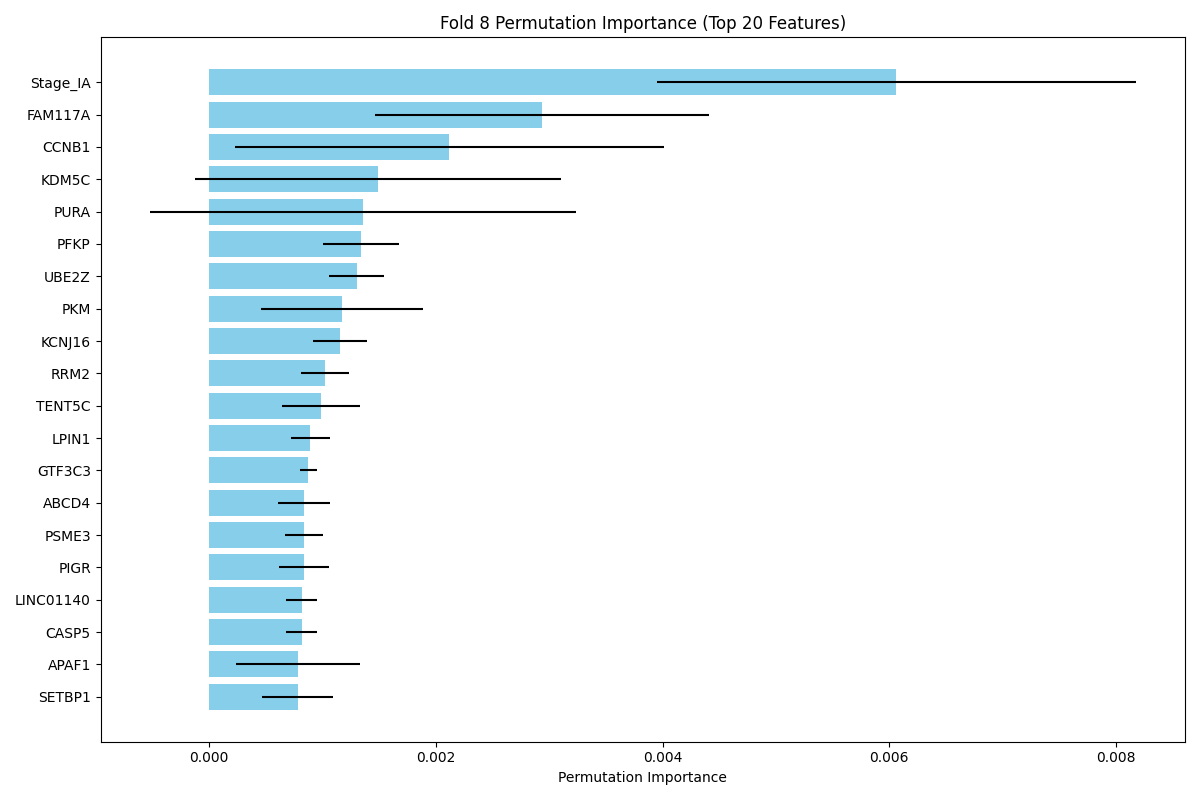 Fold 8 Permutation Importance (Top 20 Features)
Stage_IA
FAM117A
CCNB1
KDM5C
PURA
PFKP
UBE2Z
PKM
KCNJ16
RRM2
TENT5C
LPIN1
GTF3C3
ABCD4
PSME3
PIGR
LINC01140
CASP5
APAF1
SETBP1
0.000 0.002 0.004 0.006 0.008
Permutation Importance